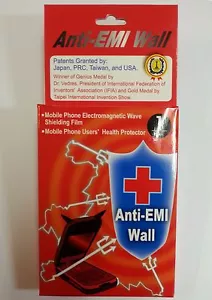 Anti-EMI Wall
Patents Granted by:
Japan, PRC, Taiwan, and USA.
Winner of Genius Medal by
Dr. Verbes, President of International Federation of
Inventors' Association (IFIA) and Gold Medal by
Taipei International Invention Show.
•Mobile Phone Electromagnetic Wave
Shielding Film
•Mobile Phone Users' Health Protector
Anti-EMI
Wall